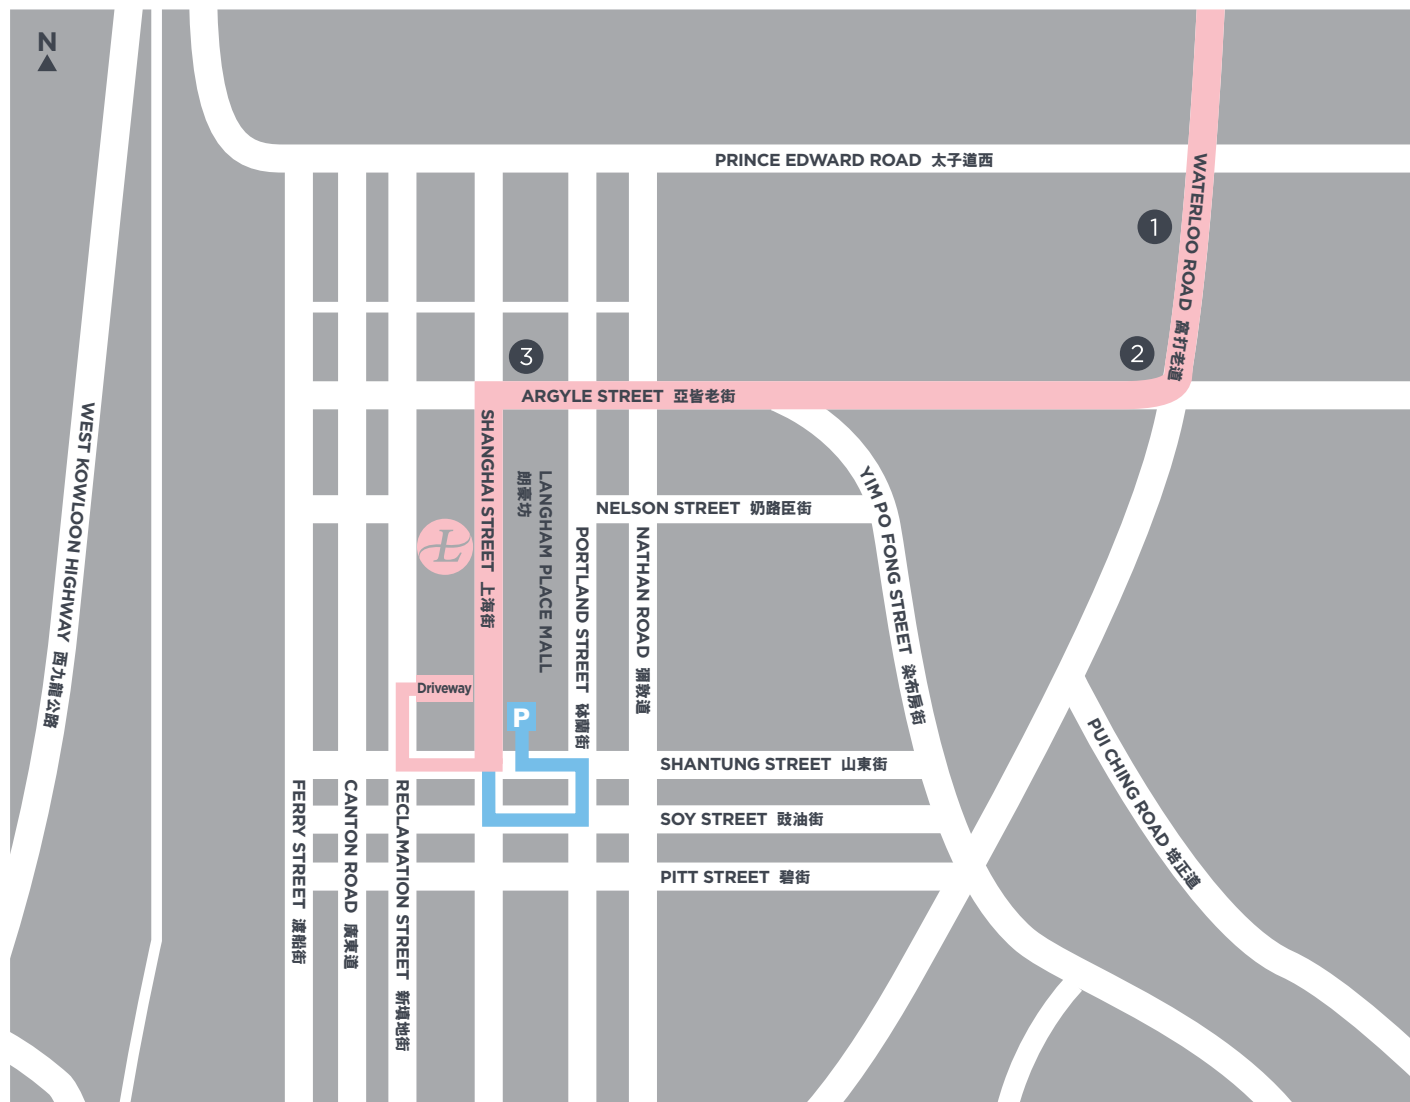 N
PRINCE EDWARD ROAD 太子道西
WATERLOO ROAD 窩打老道
1
2
3
ARGYLE STREET 亞皆老街
WEST KOWLOON HIGHWAY 西九龍公路
SHANGHAI STREET 上海街
LANGHAM PLACE MALL
朗豪坊
NELSON STREET 奶路臣街
YIM PO FONG STREET 染布房街
PORTLAND STREET 砵蘭街
NATHAN ROAD 彌敦道
Driveway
P
SHANTUNG STREET 山東街
PUI CHING ROAD 培正道
FERRY STREET 渡船街
CANTON ROAD 廣東道
RECLAMATION STREET 新填地街
SOY STREET 豉油街
PITT STREET 碧街